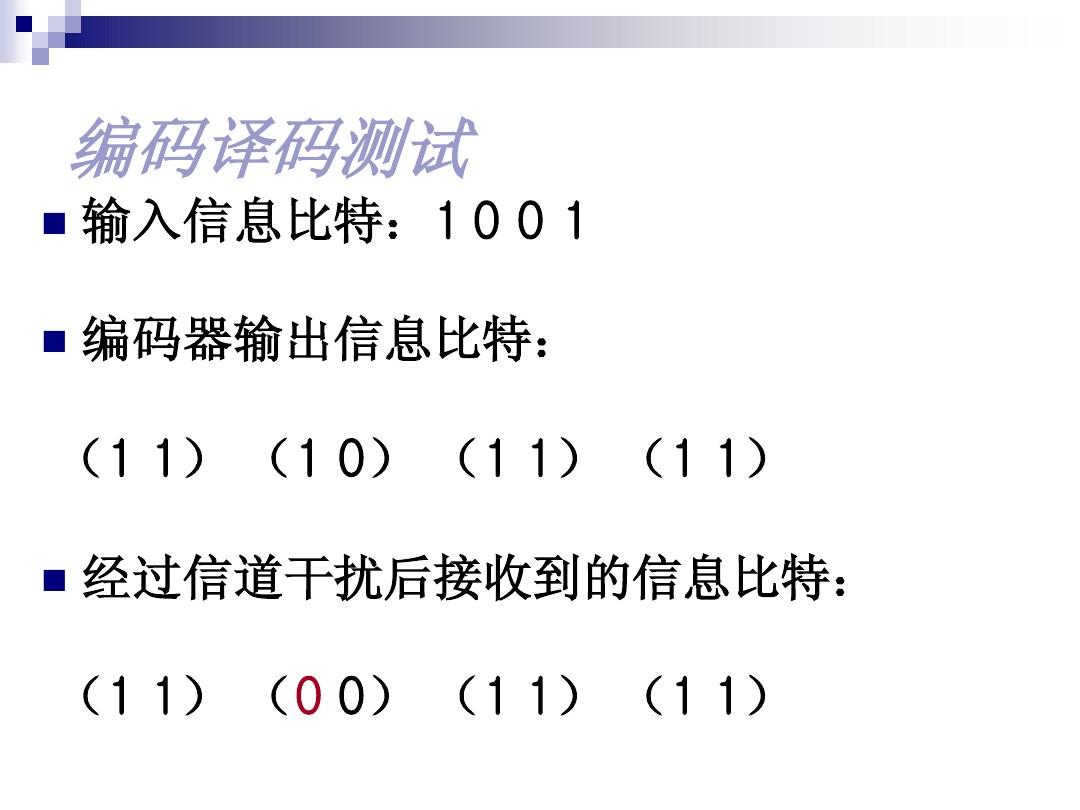 编码译码测试
输入信息比特：1 0 0 1
编码器输出信息比特：
（1 1）（1 0）（1 1）（1 1）
经过信道干扰后接收到的信息比特：
（1 1）（0 0）（1 1）（1 1）